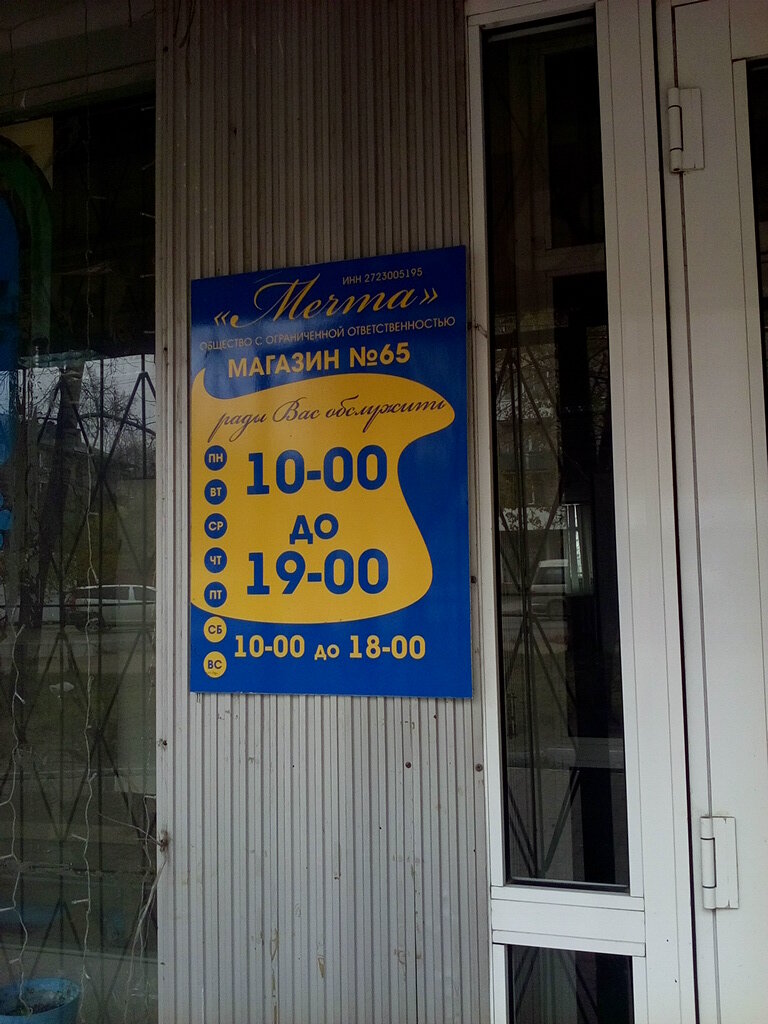 ИНН 2723005195
«Мечта»
ОБЩЕСТВО С ОГРАНИЧЕННОЙ ОТВЕТСТВЕННОСТЬЮ
МАГАЗИН №65
рады Вас обслужить
ПН
ВТ
СР
ЧТ
ПТ
10-00
до
19-00
СБ
ВС
10-00 до 18-00